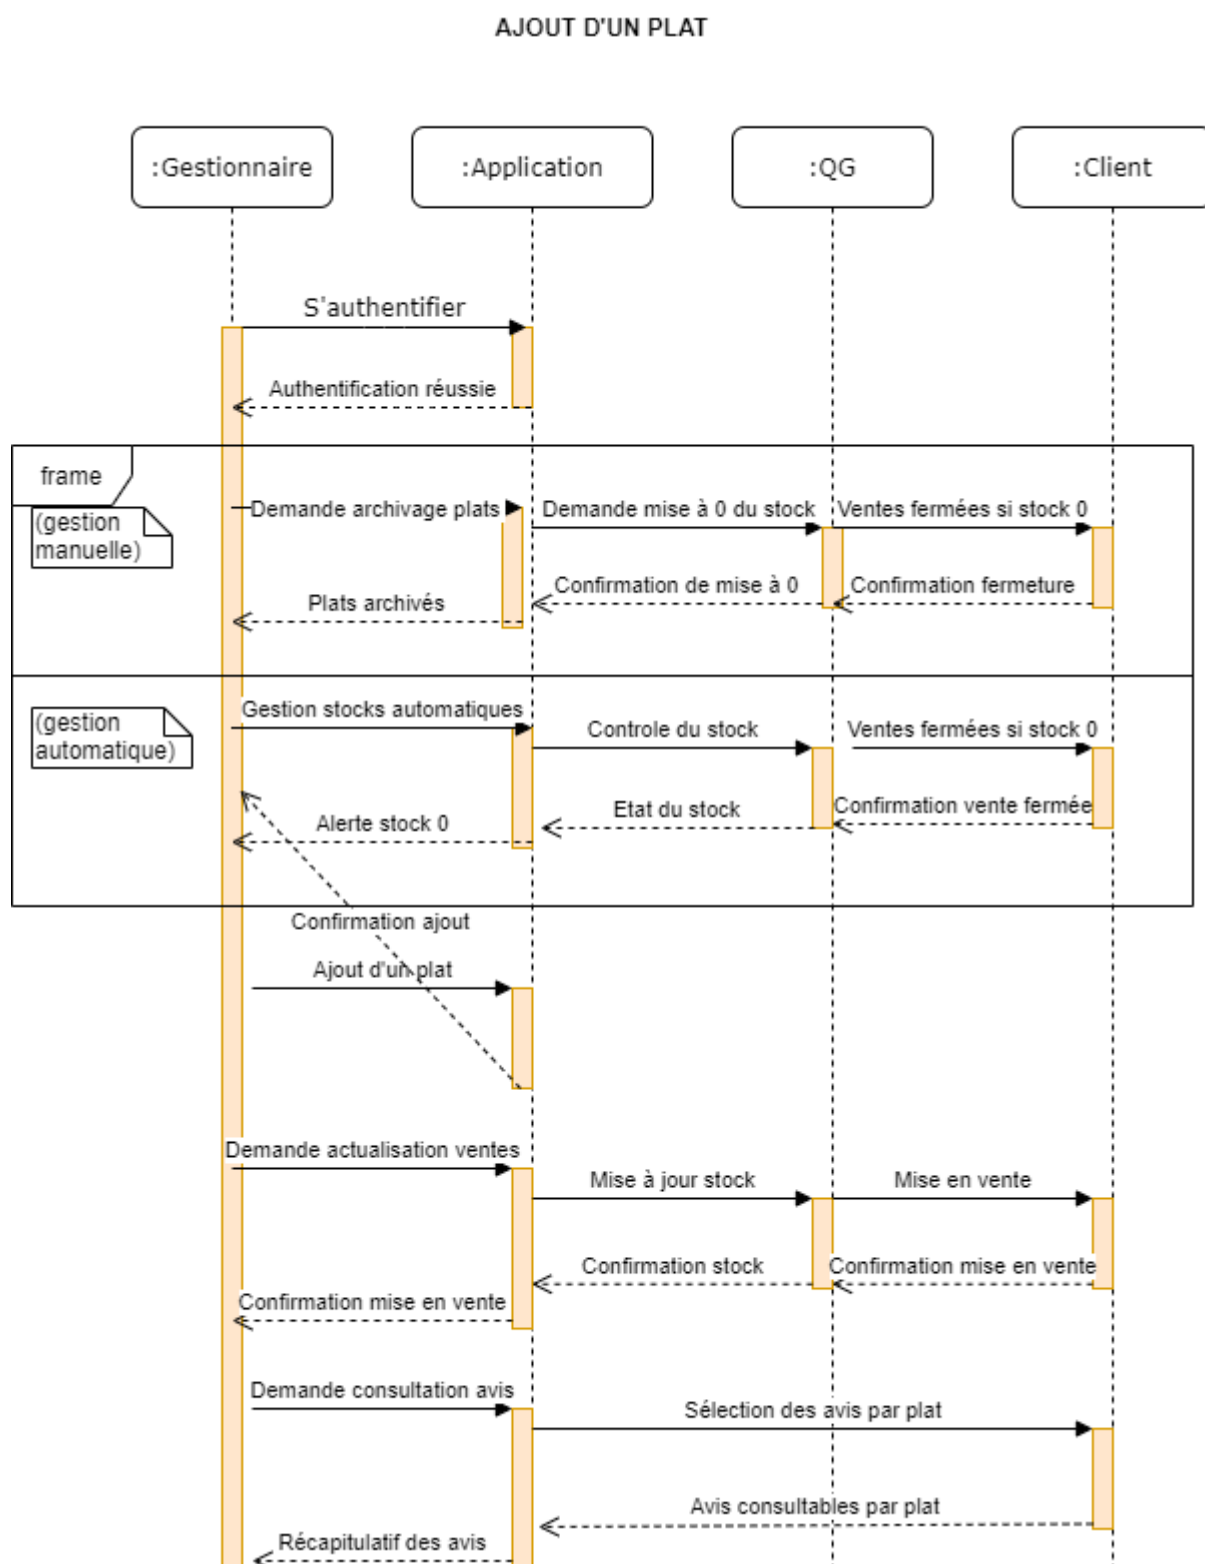 AJOUT D'UN PLAT
:Gestionnaire
:Application
:QG
:Client
S'authentifier
Authentification réussie
frame
(gestion
manuelle)
Demande archivage plats
Demande mise à 0 du stock
Ventes fermées si stock 0
Confirmation de mise à 0
Confirmation fermeture
Plats archivés
(gestion
automatique)
Gestion stocks automatiques
Controle du stock
Ventes fermées si stock 0
Confirmation vente fermée
Etat du stock
Alerte stock 0
Confirmation ajout
Ajout d'un plat
Demande actualisation ventes
Mise à jour stock
Mise en vente
Confirmation stock
Confirmation mise en vente
Confirmation mise en vente
Demande consultation avis
Sélection des avis par plat
Avis consultables par plat
Récapitulatif des avis